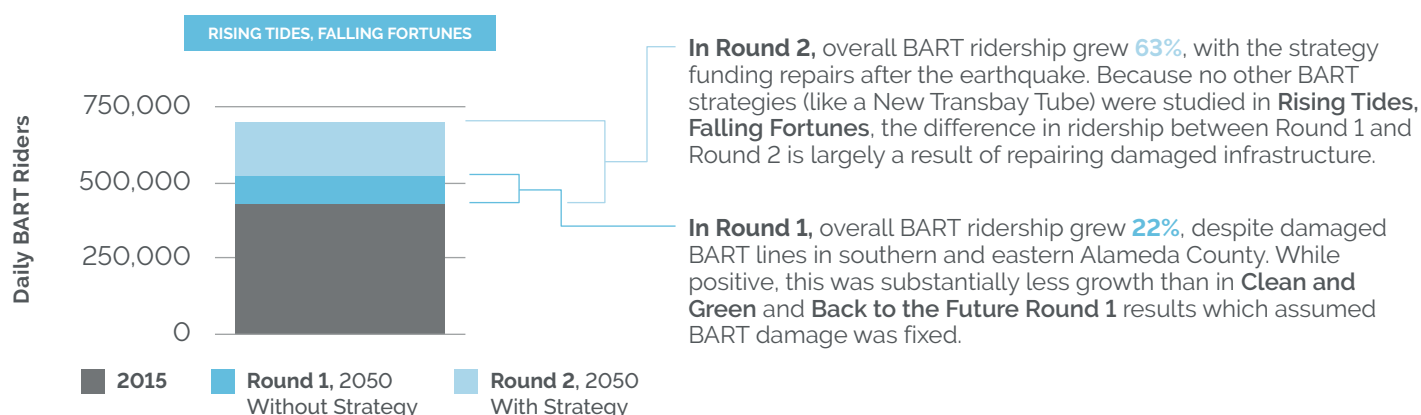 RISING TIDES, FALLING FORTUNES
Daily BART Riders
750,000
500,000
250,000
0
2015
Round 1, 2050
Without Strategy
Round 2, 2050
With Strategy
In Round 2, overall BART ridership grew 63%, with the strategy
funding repairs after the earthquake. Because no other BART
strategies (like a New Transbay Tube) were studied in Rising Tides,
Falling Fortunes, the difference in ridership between Round 1 and
Round 2 is largely a result of repairing damaged infrastructure.
In Round 1, overall BART ridership grew 22%, despite damaged
BART lines in southern and eastern Alameda County. While
positive, this was substantially less growth than in Clean and
Green and Back to the Future Round 1 results which assumed
BART damage was fixed.